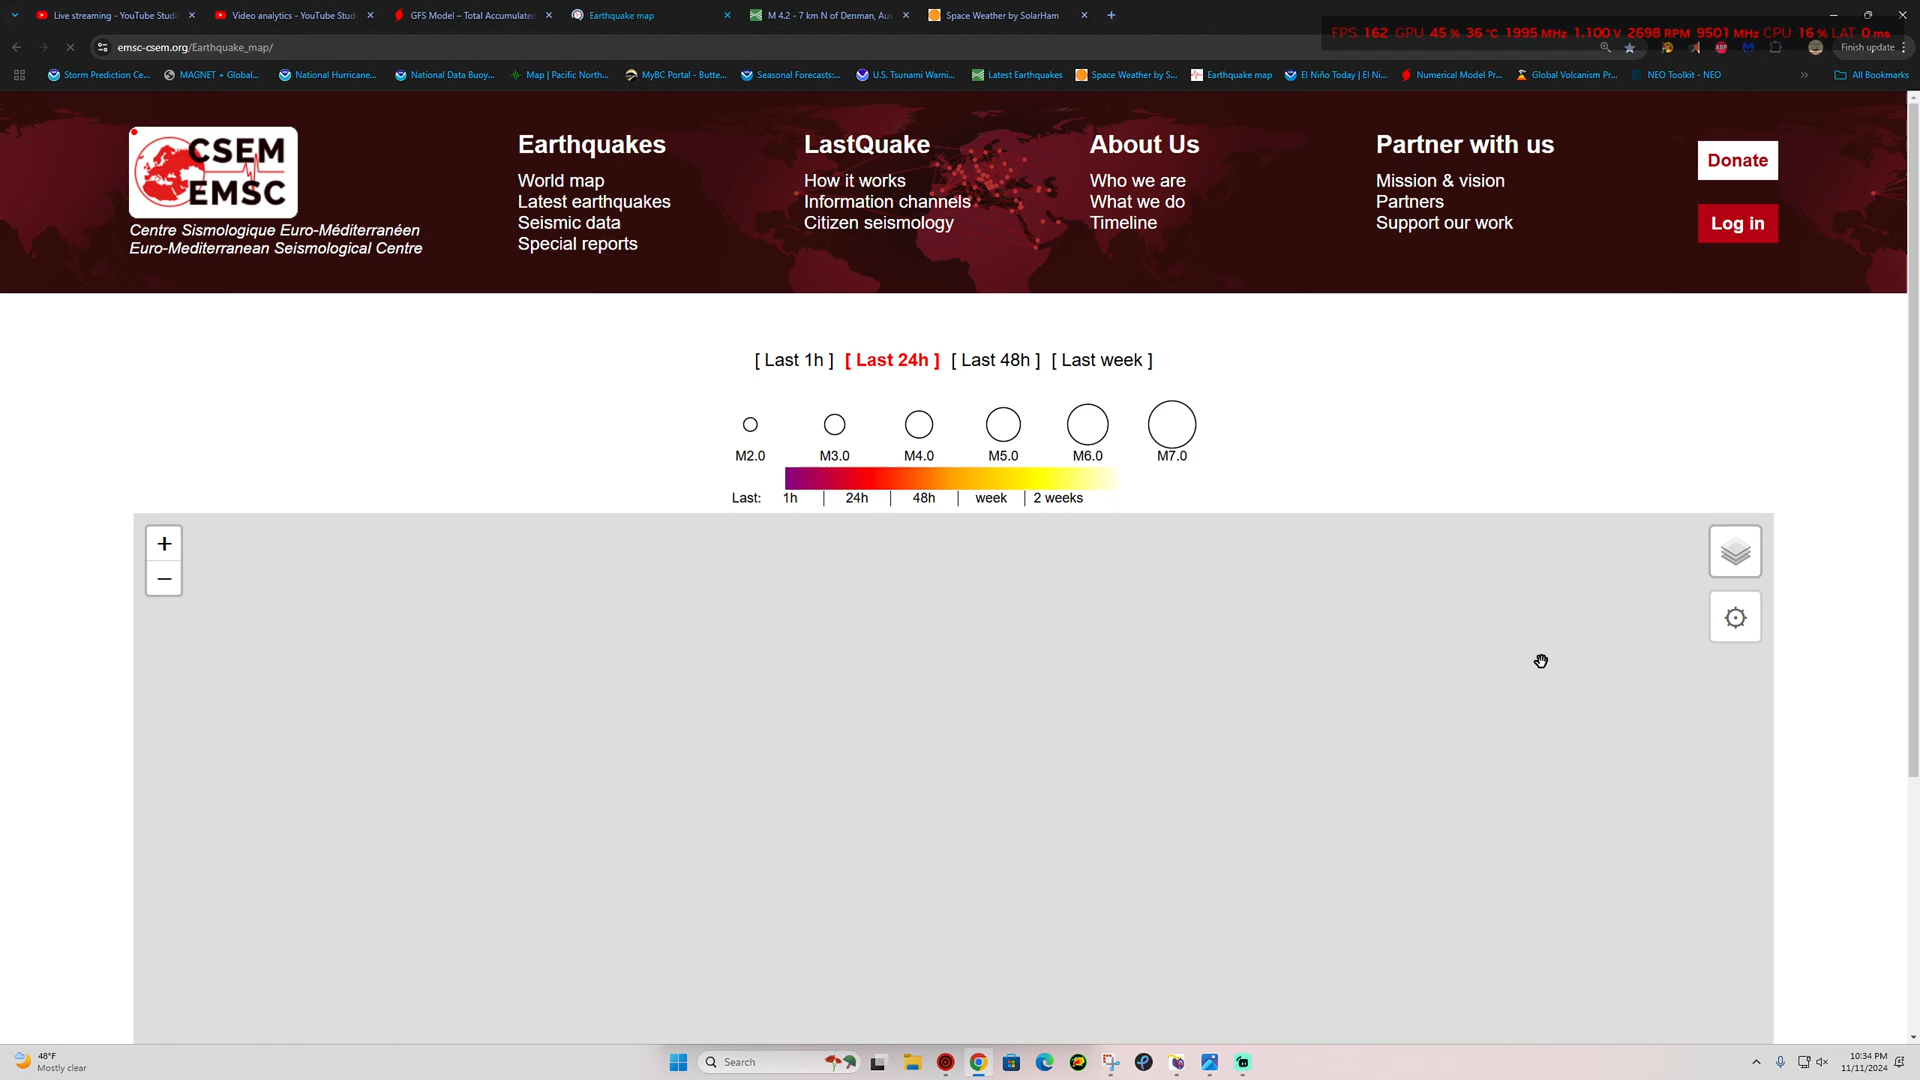 Live streaming - YouTube Studi
Video analytics - YouTube Studi
GFS Model – Total Accumulated
Earthquake map
M 4.2 - 7 km N of Denman, Aus
Space Weather by SolarHam
FPS 162 GPU 45 % 36 °C 1995 MHz 1,100 V 2698 RPM 9501 MHz CPU 16 % LAT 0 ms
emsc-csem.org/Earthquake_map/
ABP
Finish update
Storm Prediction Ce...
MAGNET + Global...
National Hurricane...
National Data Buoy...
Map | Pacific North...
MyBC Portal - Butte...
Seasonal Forecasts:...
U.S. Tsunami Warni...
Latest Earthquakes
Space Weather by S...
Earthquake map
El Niño Today | El Ni...
Numerical Model Pr...
Global Volcanism Pr...
NEO Toolkit - NEO
All Bookmarks
CSEM
EMSC
Centre Sismologique Euro-Méditerranéen
Euro-Mediterranean Seismological Centre
Earthquakes
World map
Latest earthquakes
Seismic data
Special reports
LastQuake
How it works
Information channels
Citizen seismology
About Us
Who we are
What we do
Timeline
Partner with us
Mission & vision
Partners
Support our work
Donate
Log in
[ Last 1h ] [ Last 24h ] [ Last 48h ] [ Last week ]
M2.0 M3.0 M4.0 M5.0 M6.0 M7.0
Last: 1h | 24h | 48h | week | 2 weeks
+
−
48°F
Mostly clear
Search
10:34 PM
11/11/2024